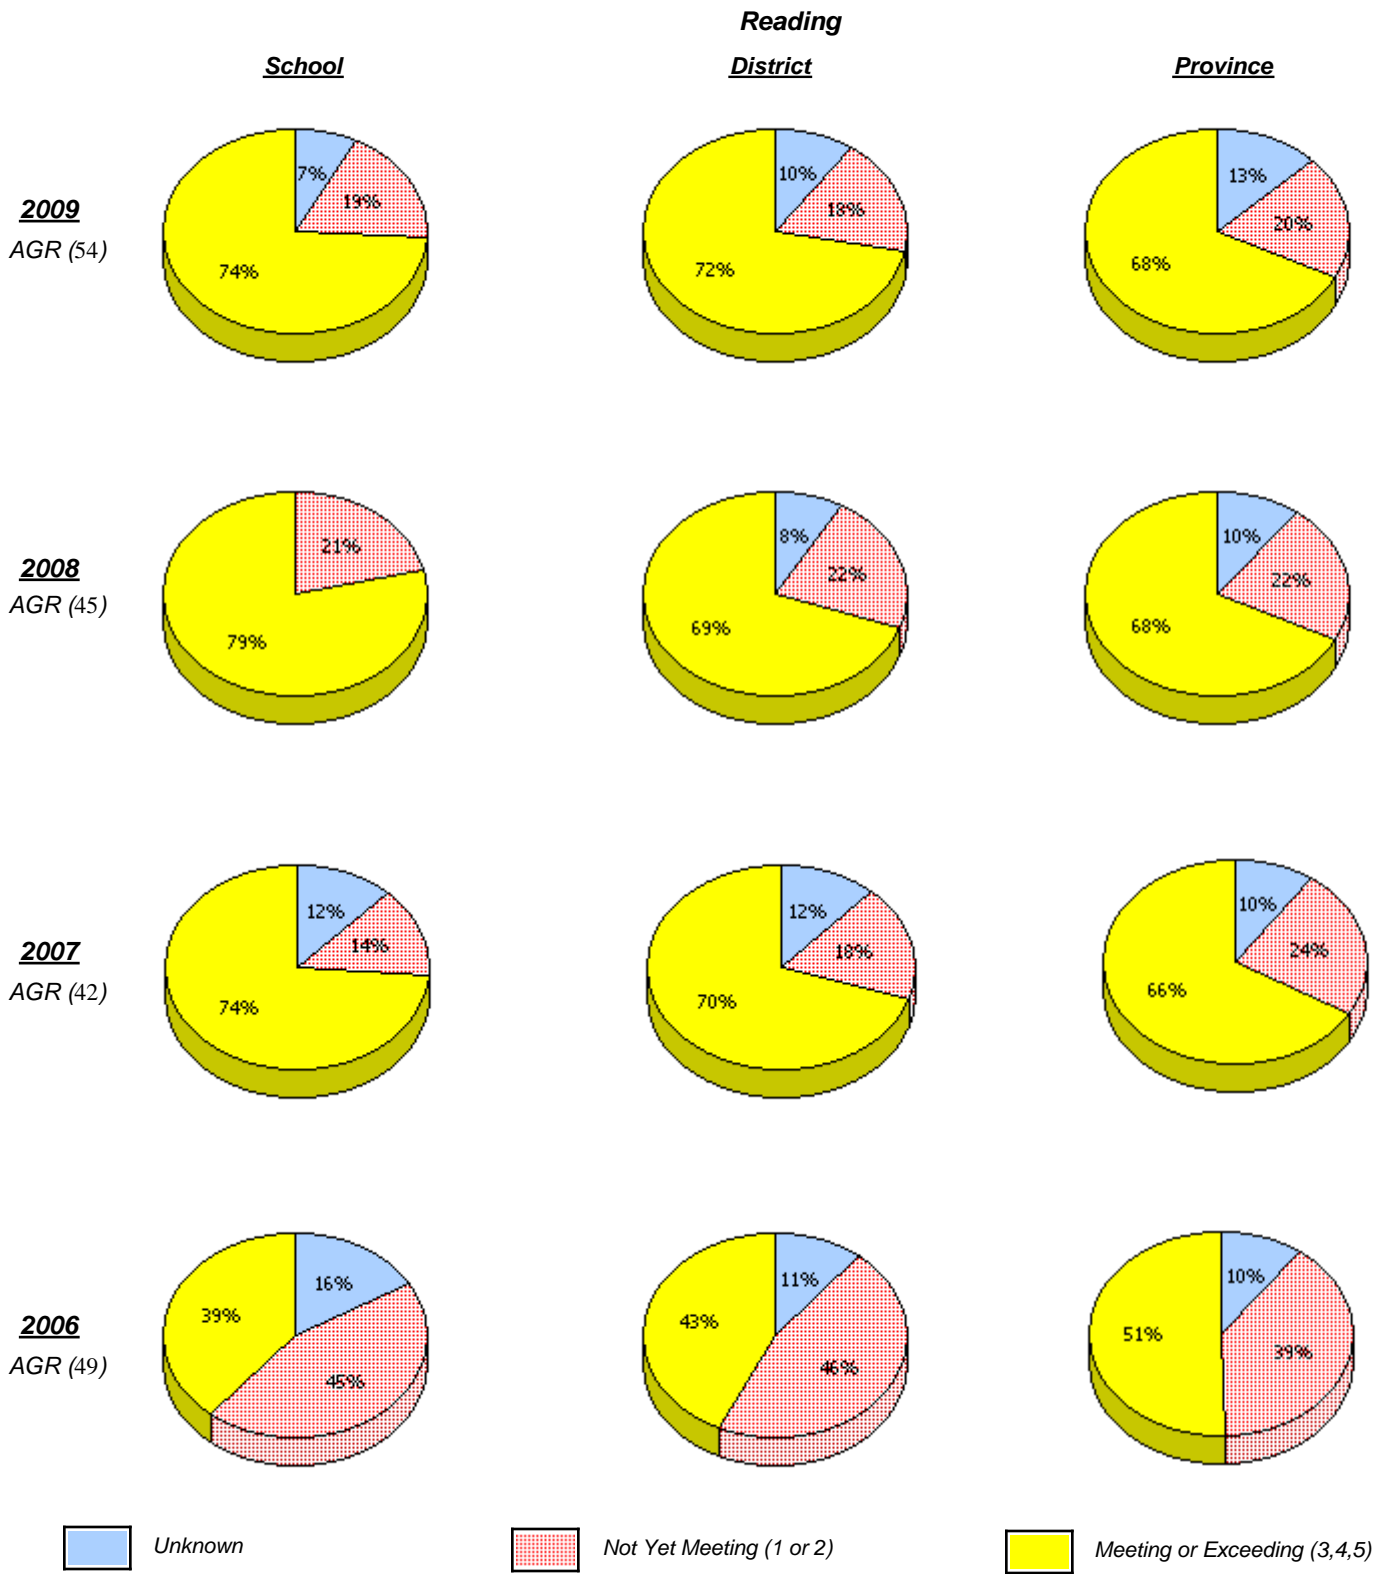 Reading
School District Province
2009
AGR (54)
7% 19% 74%
10% 18% 72%
13% 20% 68%
2008
AGR (45)
21% 79%
8% 22% 69%
10% 22% 68%
2007
AGR (42)
12% 14% 74%
12% 18% 70%
10% 24% 66%
2006
AGR (49)
16% 45% 39%
11% 46% 43%
10% 39% 51%
Unknown Not Yet Meeting (1 or 2) Meeting or Exceeding (3,4,5)